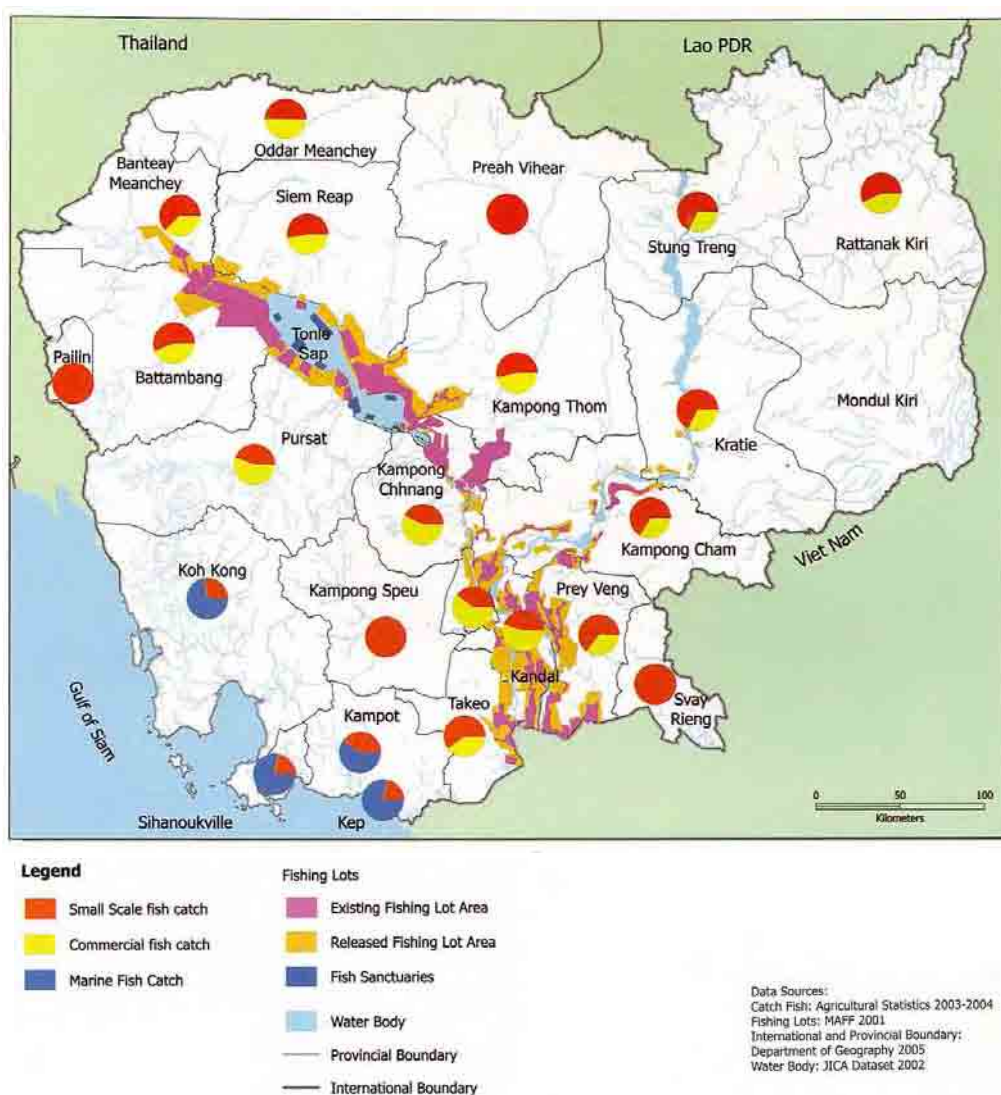 Thailand
Lao PDR
Oddar Meanchey
Banteay
Meanchey
Siem Reap
Preah Vihear
Stung Treng
Rattanak Kiri
Tonle
Sap
Pailin
Battambang
Kampong Thom
Mondul Kiri
Pursat
Kratie
Kampong
Chhnang
Kampong Cham
Viet Nam
Koh Kong
Kampong Speu
Prey Veng
Kandal
Svay
Rieng
Takeo
Gulf of Siam
Kampot
Sihanoukville
Kep
0 50 100
Kilometers
Legend
Small Scale fish catch
Commercial fish catch
Marine Fish Catch
Fishing Lots
Existing Fishing Lot Area
Released Fishing Lot Area
Fish Sanctuaries
Water Body
Provincial Boundary
International Boundary
Data Sources:
Catch Fish: Agricultural Statistics 2003-2004
Fishing Lots: MAFF 2001
International and Provincial Boundary:
Department of Geography 2005
Water Body: JICA Dataset 2002